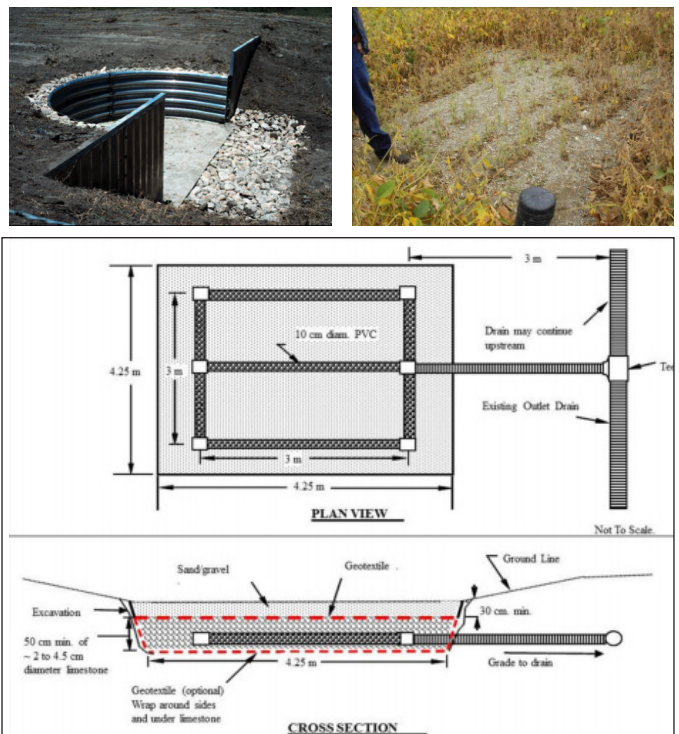 3 m
Drain may continue
upstream
10 cm diam. PVC
4.25 m
3 m
Tee
Existing Outlet Drain
3 m
4.25 m
PLAN VIEW
Not To Scale.
Sand/gravel
Geotextile
Ground Line
Excavation
30 cm. min.
50 cm min. of
~ 2 to 4.5 cm
diameter limestone
4.25 m
Grade to drain
Geotextile (optional)
Wrap around sides
and under limestone
CROSS SECTION